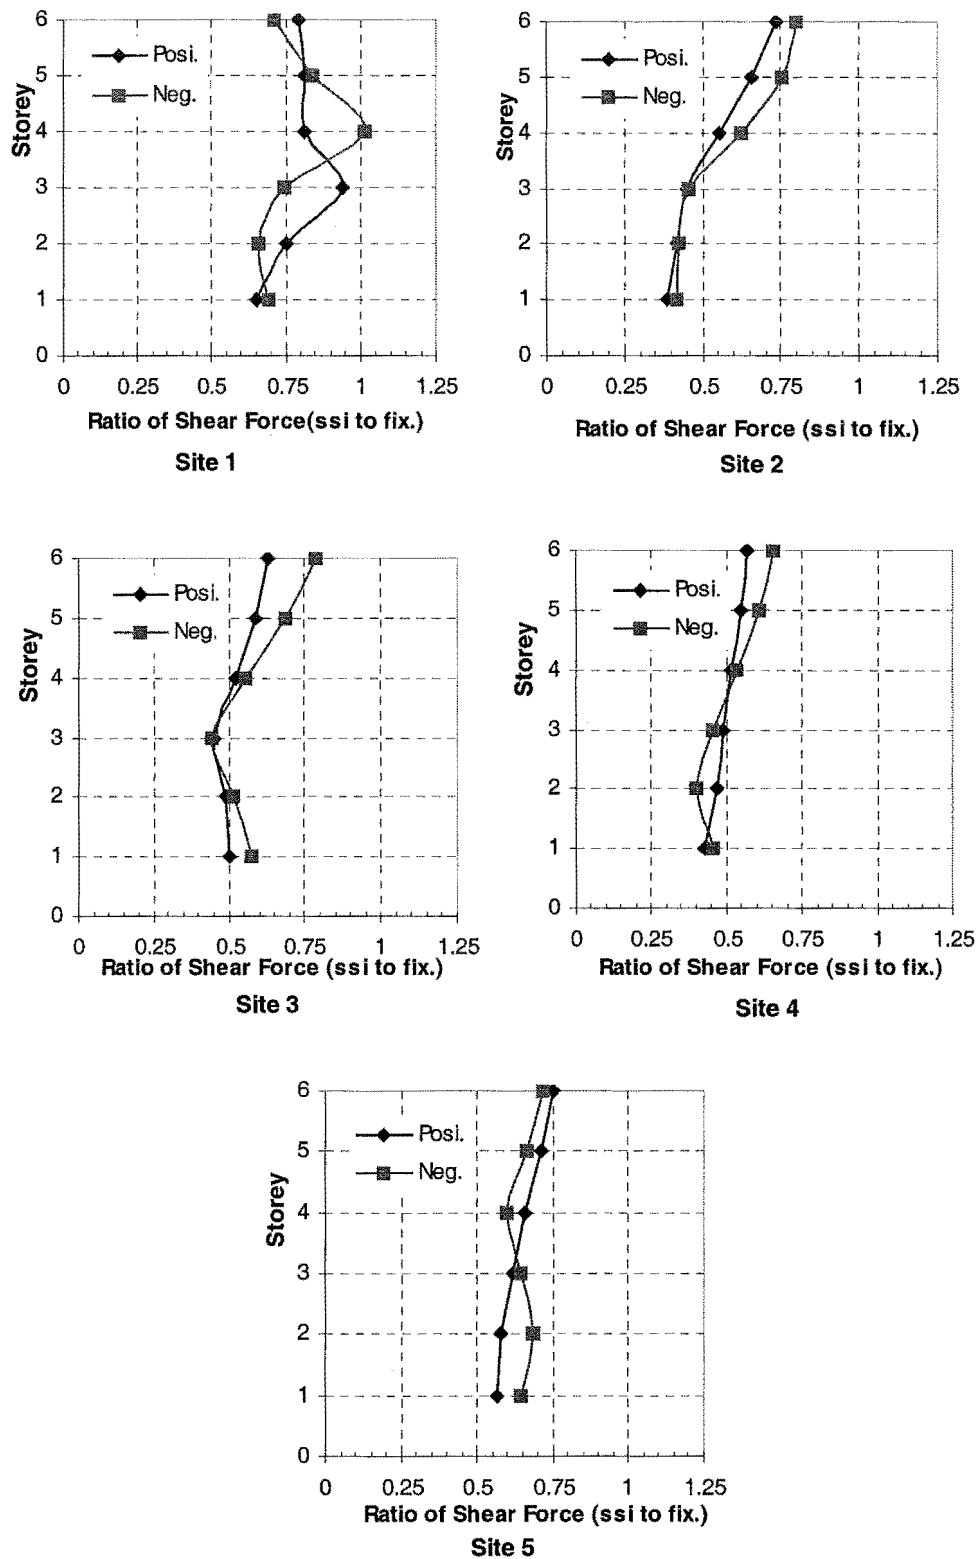 6
5
4
3
2
1
0
Storey
Posi.
Neg.
0 0.25 0.5 0.75 1 1.25
Ratio of Shear Force(ssi to fix.)
Site 1
6
5
4
3
2
1
0
Storey
Posi.
Neg.
0 0.25 0.5 0.75 1 1.25
Ratio of Shear Force (ssi to fix.)
Site 2
6
5
4
3
2
1
0
Storey
Posi.
Neg.
0 0.25 0.5 0.75 1 1.25
Ratio of Shear Force (ssi to fix.)
Site 3
6
5
4
3
2
1
0
Storey
Posi.
Neg.
0 0.25 0.5 0.75 1 1.25
Ratio of Shear Force (ssi to fix.)
Site 4
6
5
4
3
2
1
0
Storey
Posi.
Neg.
0 0.25 0.5 0.75 1 1.25
Ratio of Shear Force (ssi to fix.)
Site 5